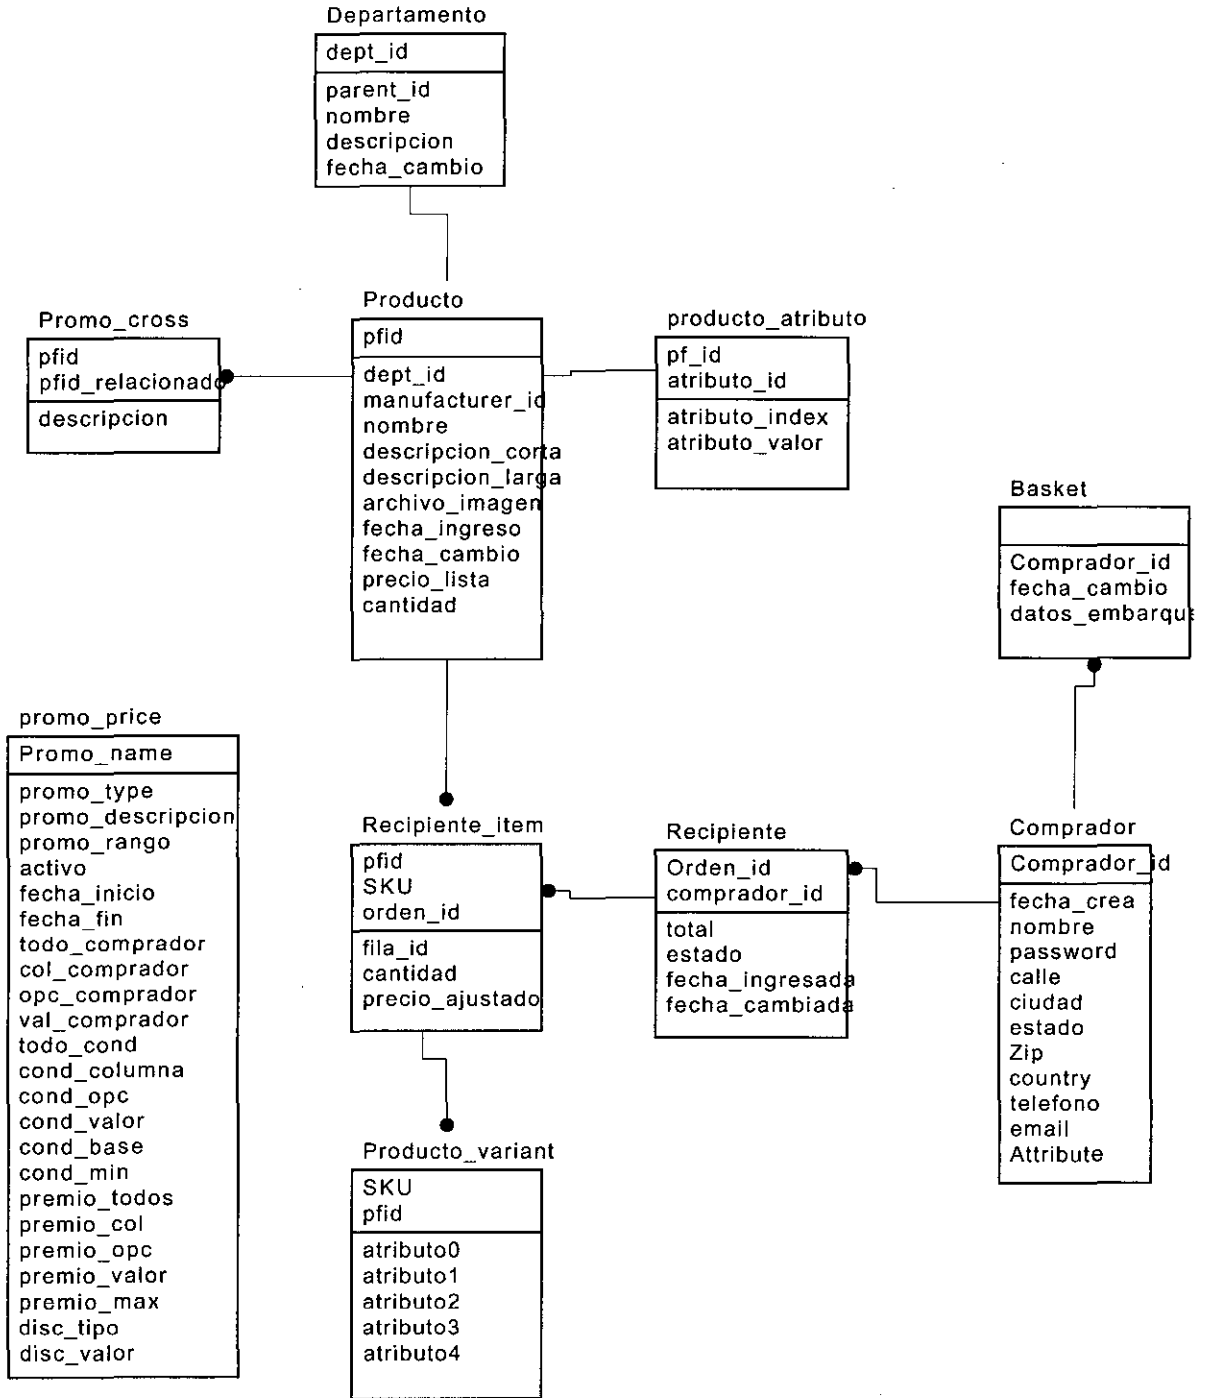 Departamento
dept_id
parent_id
nombre
descripcion
fecha_cambio
Promo_cross
pfid
pfid_relacionado
descripcion
Producto
pfid
dept_id
manufacturer_id
nombre
descripcion_corta
descripcion_larga
archivo_imagen
fecha_ingreso
fecha_cambio
precio_lista
cantidad
producto_atributo
pf_id
atributo_id
atributo_index
atributo_valor
Basket
Comprador_id
fecha_cambio
datos_embarque
promo_price
Promo_name
promo_type
promo_descripcion
promo_rango
activo
fecha_inicio
fecha_fin
todo_comprador
col_comprador
opc_comprador
val_comprador
todo_cond
cond_columna
cond_opc
cond_valor
cond_base
cond_min
premio_todos
premio_col
premio_opc
premio_valor
premio_max
disc_tipo
disc_valor
Recipiente_item
pfid
SKU
orden_id
fila_id
cantidad
precio_ajustado
Recipiente
Orden_id
comprador_id
total
estado
fecha_ingresada
fecha_cambiada
Comprador
Comprador_id
fecha_crea
nombre
password
calle
ciudad
estado
Zip
country
telefono
email
Attribute
Producto_variant
SKU
pfid
atributo0
atributo1
atributo2
atributo3
atributo4